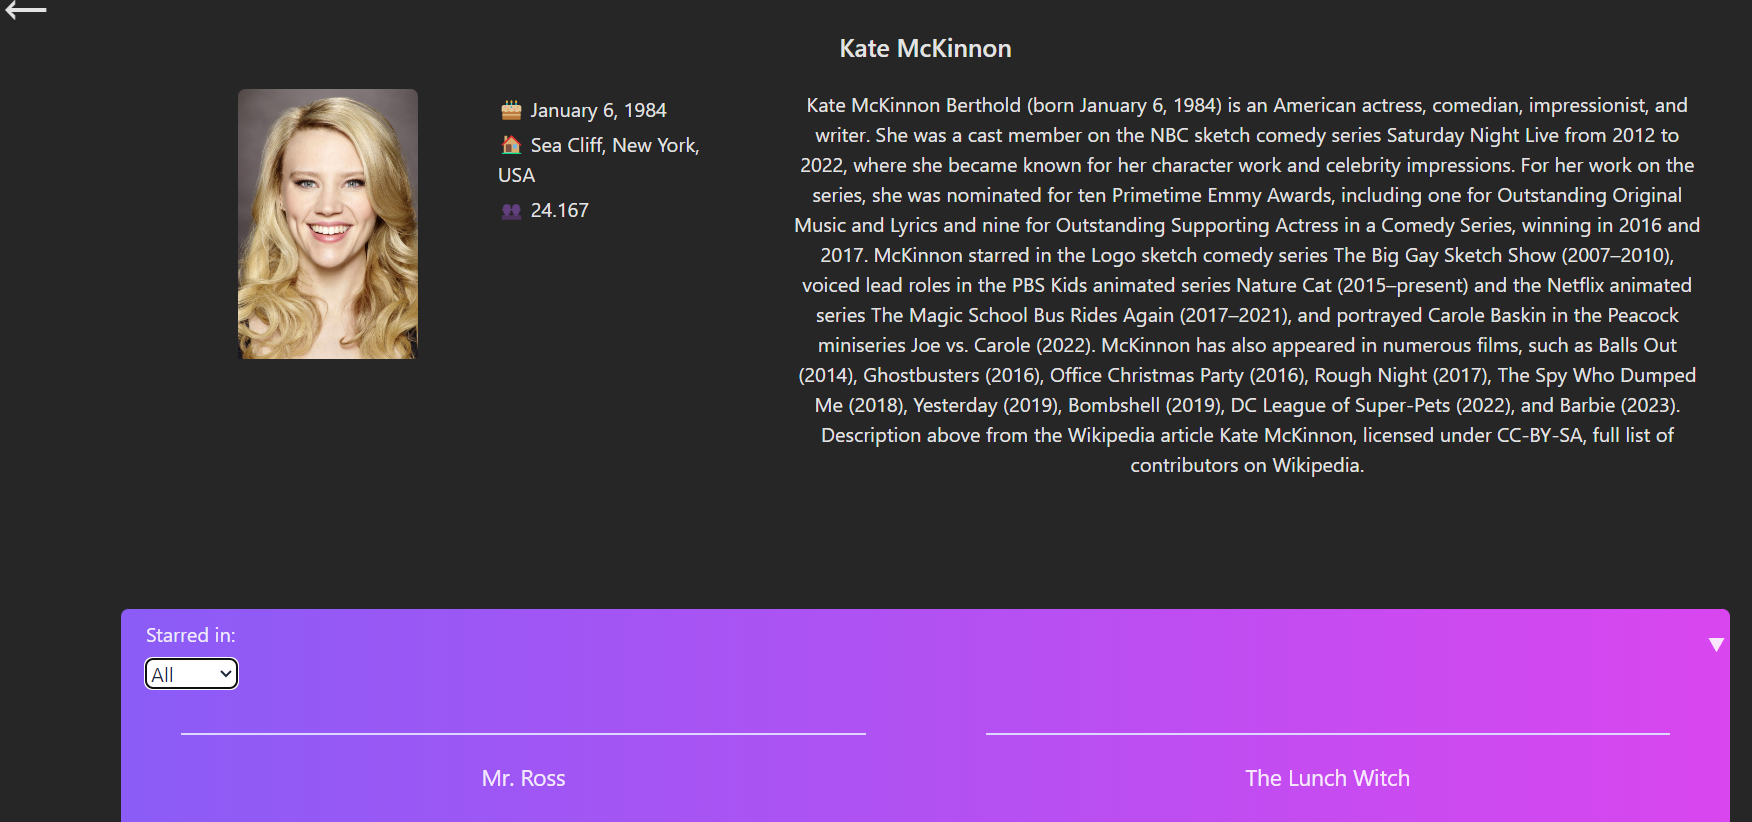 Kate McKinnon
January 6, 1984
Sea Cliff, New York,
USA
24.167
Kate McKinnon Berthold (born January 6, 1984) is an American actress, comedian, impressionist, and
writer. She was a cast member on the NBC sketch comedy series Saturday Night Live from 2012 to
2022, where she became known for her character work and celebrity impressions. For her work on the
series, she was nominated for ten Primetime Emmy Awards, including one for Outstanding Original
Music and Lyrics and nine for Outstanding Supporting Actress in a Comedy Series, winning in 2016 and
2017. McKinnon starred in the Logo sketch comedy series The Big Gay Sketch Show (2007–2010),
voiced lead roles in the PBS Kids animated series Nature Cat (2015–present) and the Netflix animated
series The Magic School Bus Rides Again (2017–2021), and portrayed Carole Baskin in the Peacock
miniseries Joe vs. Carole (2022). McKinnon has also appeared in numerous films, such as Balls Out
(2014), Ghostbusters (2016), Office Christmas Party (2016), Rough Night (2017), The Spy Who Dumped
Me (2018), Yesterday (2019), Bombshell (2019), DC League of Super-Pets (2022), and Barbie (2023).
Description above from the Wikipedia article Kate McKinnon, licensed under CC-BY-SA, full list of
contributors on Wikipedia.
Starred in:
All
Mr. Ross
The Lunch Witch